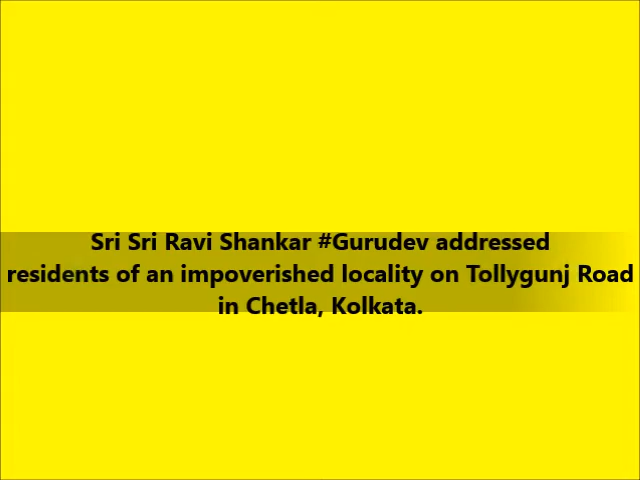 Sri Sri Ravi Shankar #Gurudev addressed
residents of an impoverished locality on Tollygunj Road
in Chetla, Kolkata.